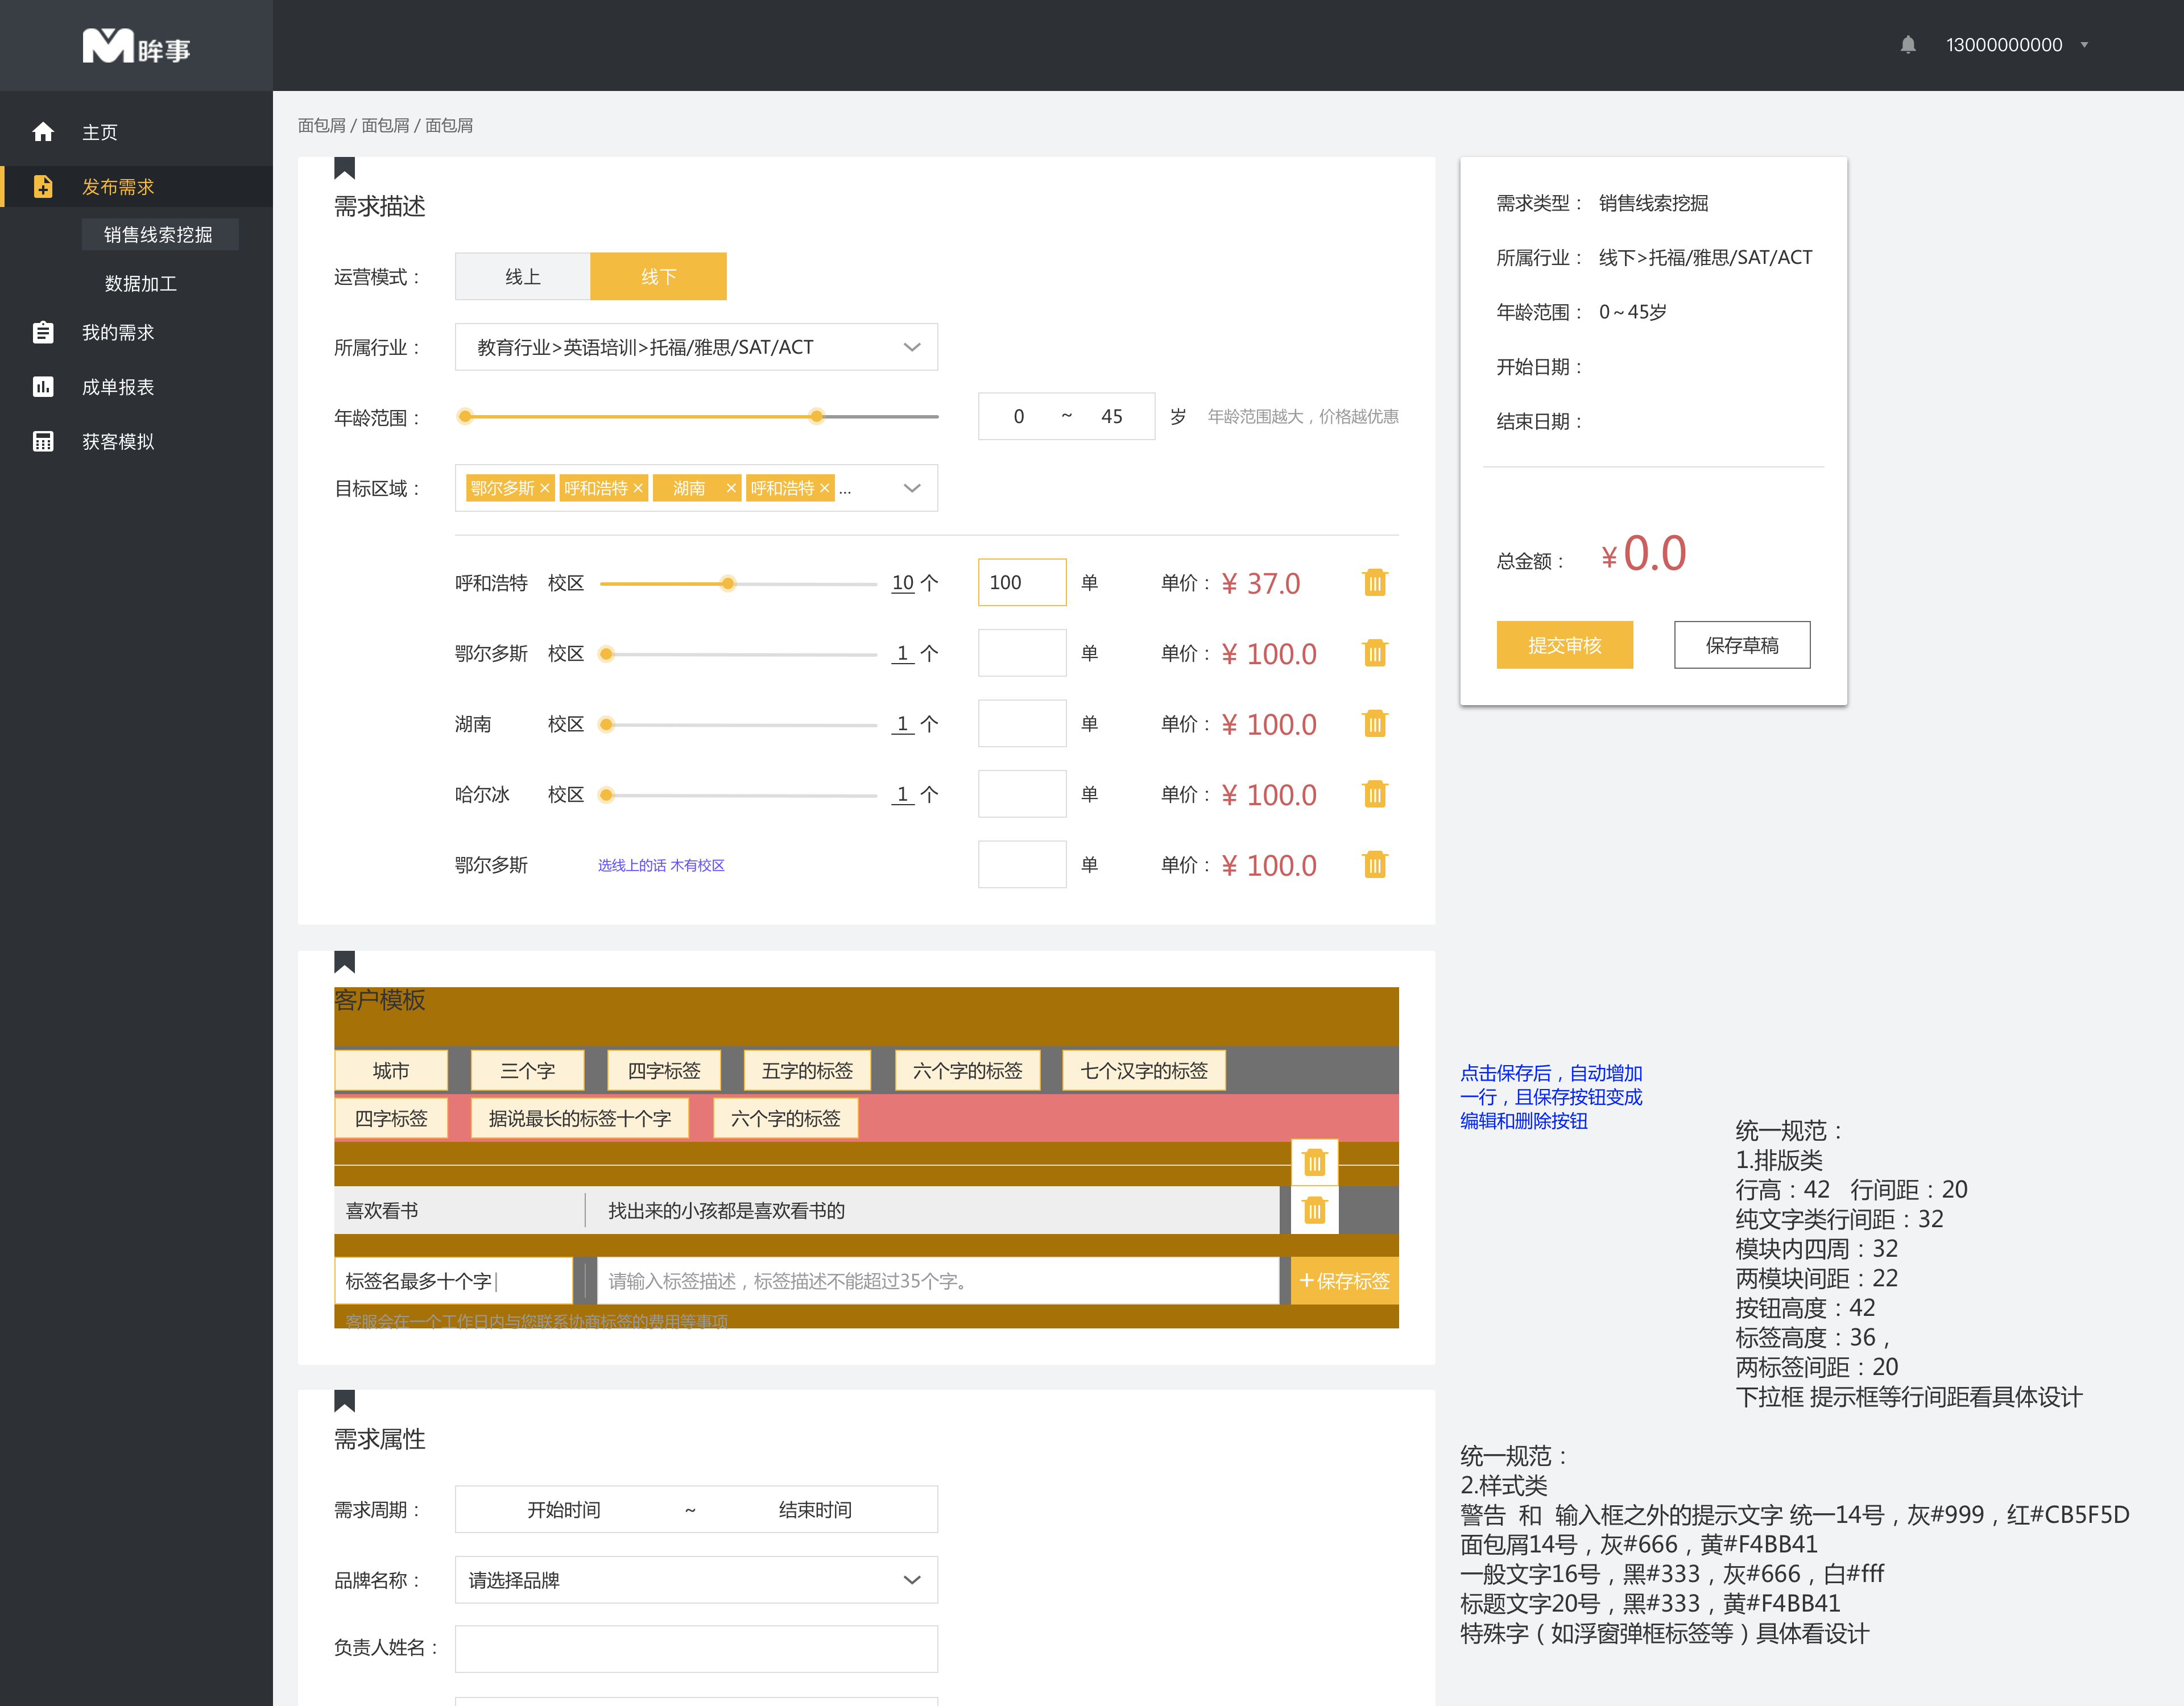 眸事
13000000000
主页
发布需求
销售线索挖掘
数据加工
我的需求
成单报表
获客模拟
面包屑 / 面包屑 / 面包屑
需求描述
运营模式： 线上 线下
所属行业： 教育行业>英语培训>托福/雅思/SAT/ACT
年龄范围： 0 ~ 45 岁 年龄范围越大，价格越优惠
目标区域： 鄂尔多斯× 呼和浩特× 湖南 × 呼和浩特× ...
呼和浩特 校区 10 个 100 单 单价：¥ 37.0
鄂尔多斯 校区 1 个 单 单价：¥ 100.0
湖南 校区 1 个 单 单价：¥ 100.0
哈尔冰 校区 1 个 单 单价：¥ 100.0
鄂尔多斯 选线上的话 木有校区 单 单价：¥ 100.0
需求类型： 销售线索挖掘
所属行业： 线下>托福/雅思/SAT/ACT
年龄范围： 0～45岁
开始日期：
结束日期：
总金额： ¥0.0
提交审核 保存草稿
客户模板
城市 三个字 四字标签 五字的标签 六个字的标签 七个汉字的标签
四字标签 据说最长的标签十个字 六个字的标签
喜欢看书 找出来的小孩都是喜欢看书的
标签名最多十个字| 请输入标签描述，标签描述不能超过35个字。 +保存标签
客服会在一个工作日内与您联系协商标签的费用等事项
点击保存后，自动增加
一行，且保存按钮变成
编辑和删除按钮
统一规范：
1.排版类
行高：42 行间距：20
纯文字类行间距：32
模块内四周：32
两模块间距：22
按钮高度：42
标签高度：36，
两标签间距：20
下拉框 提示框等行间距看具体设计
需求属性
需求周期： 开始时间 ~ 结束时间
品牌名称： 请选择品牌
负责人姓名：
统一规范：
2.样式类
警告 和 输入框之外的提示文字 统一14号，灰#999，红#CB5F5D
面包屑14号，灰#666，黄#F4BB41
一般文字16号，黑#333，灰#666，白#fff
标题文字20号，黑#333，黄#F4BB41
特殊字（如浮窗弹框标签等）具体看设计